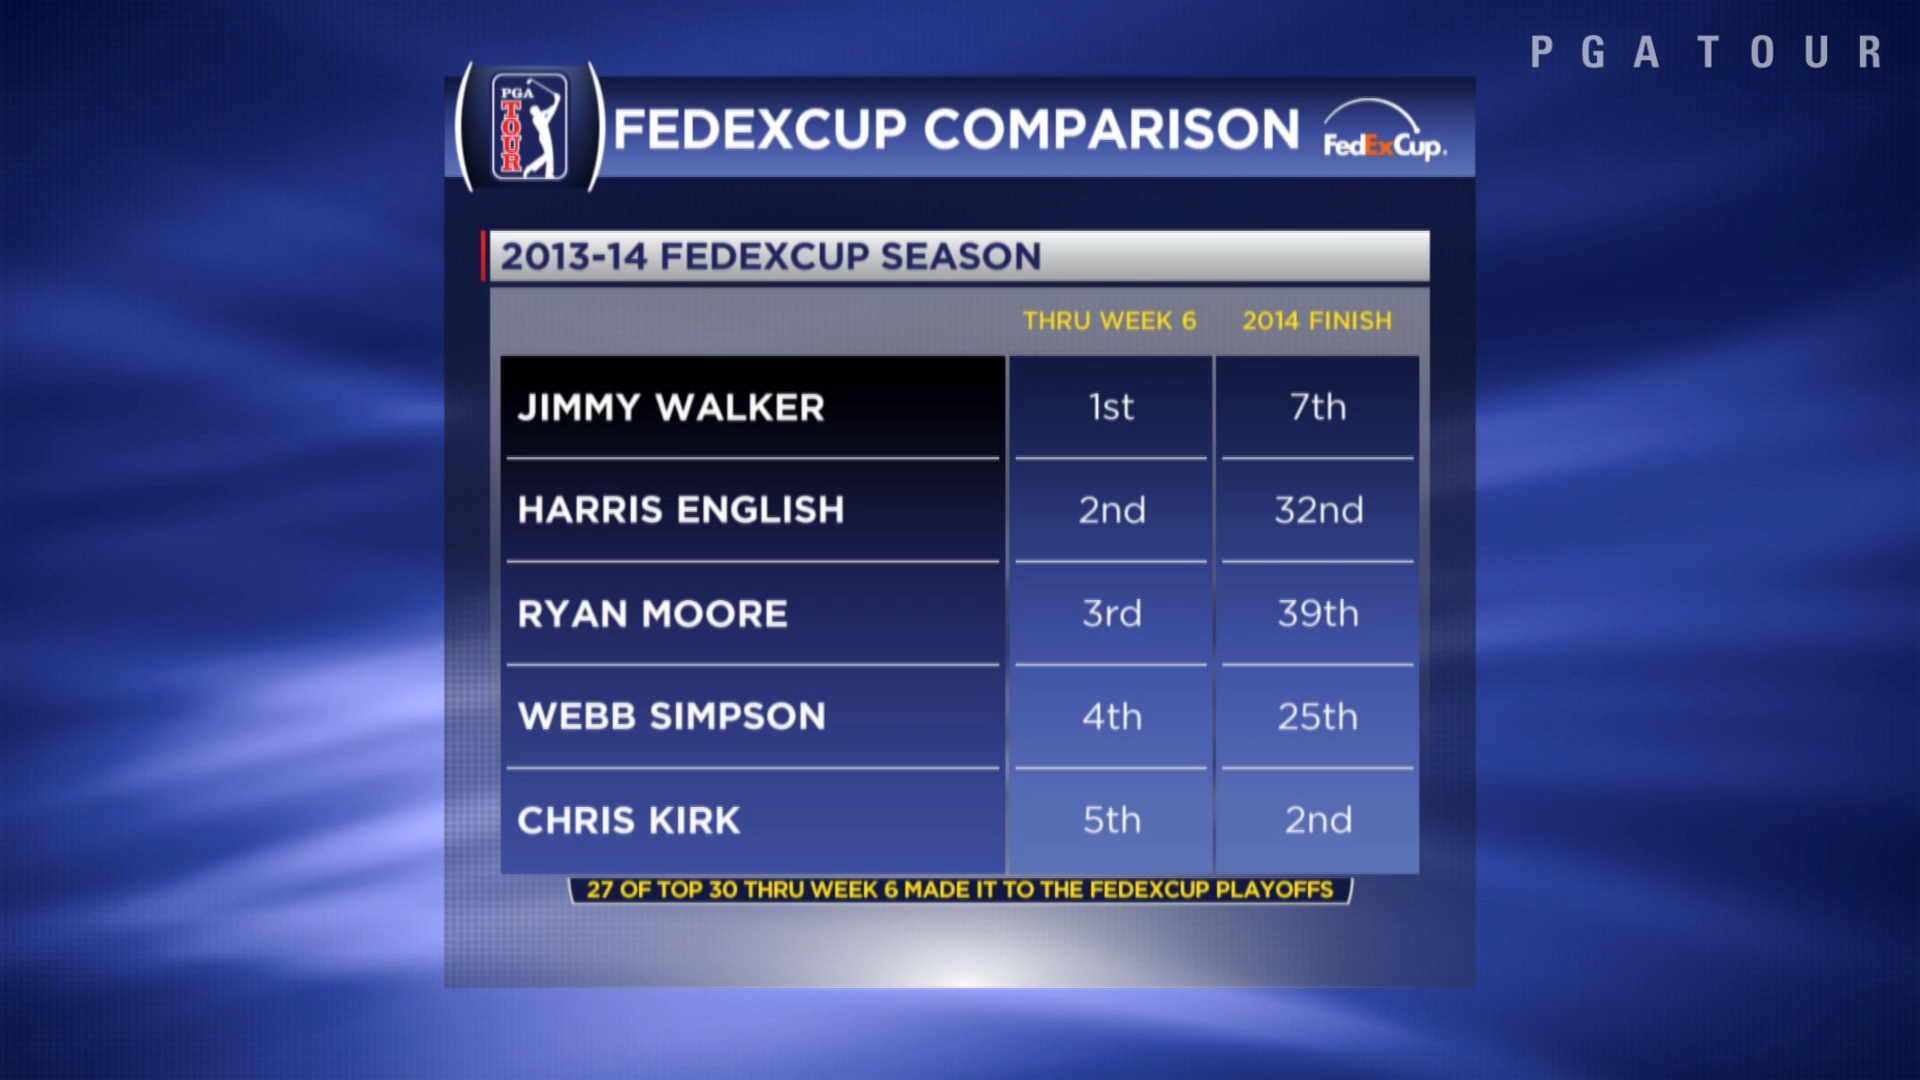 PGA TOUR
PGA
TOUR
FEDEXCUP COMPARISON
FedExCup.
2013-14 FEDEXCUP SEASON
THRU WEEK 6 2014 FINISH
JIMMY WALKER 1st 7th
HARRIS ENGLISH 2nd 32nd
RYAN MOORE 3rd 39th
WEBB SIMPSON 4th 25th
CHRIS KIRK 5th 2nd
27 OF TOP 30 THRU WEEK 6 MADE IT TO THE FEDEXCUP PLAYOFFS